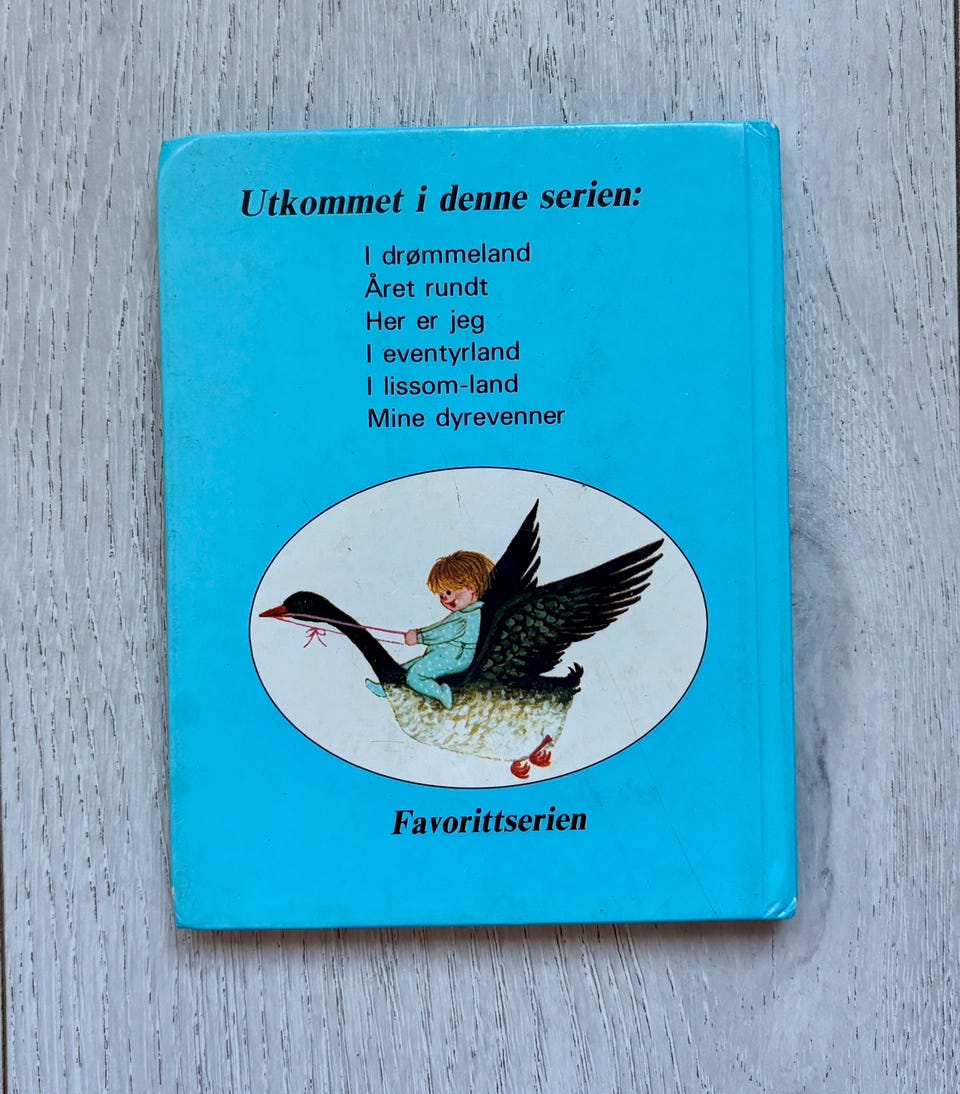 Utkommet i denne serien:
I drømmeland
Året rundt
Her er jeg
I eventyrland
I lissom-land
Mine dyrevenner
Favorittserien